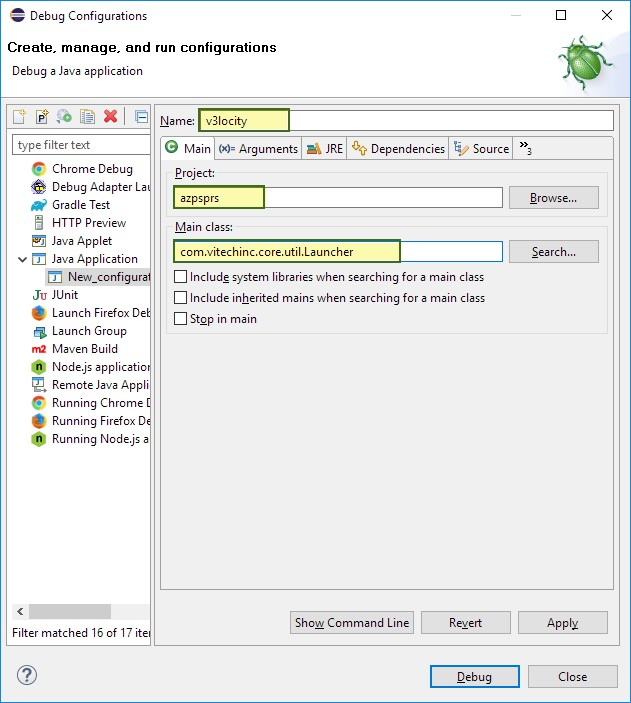 Debug Configurations
Create, manage, and run configurations
Debug a Java application
type filter text
Chrome Debug
Debug Adapter Lau
Gradle Test
HTTP Preview
Java Applet
Java Application
New_configurat
JUnit
Launch Firefox Deb
Launch Group
m2 Maven Build
Node.js application
Remote Java Appli
Running Chrome D
Running Firefox De
Running Node.js a
Filter matched 16 of 17 iter
Name: v3locity
Main (x)= Arguments JRE Dependencies Source »3
Project:
azpsprs Browse...
Main class:
com.vitechinc.core.util.Launcher Search...
Include system libraries when searching for a main class
Include inherited mains when searching for a main class
Stop in main
Show Command Line Revert Apply
? Debug Close